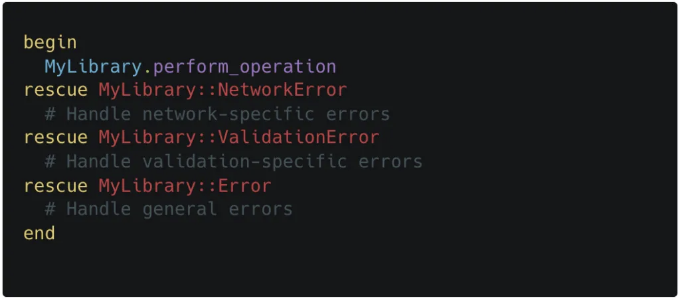 begin
  MyLibrary.perform_operation
rescue MyLibrary::NetworkError
  # Handle network-specific errors
rescue MyLibrary::ValidationError
  # Handle validation-specific errors
rescue MyLibrary::Error
  # Handle general errors
end